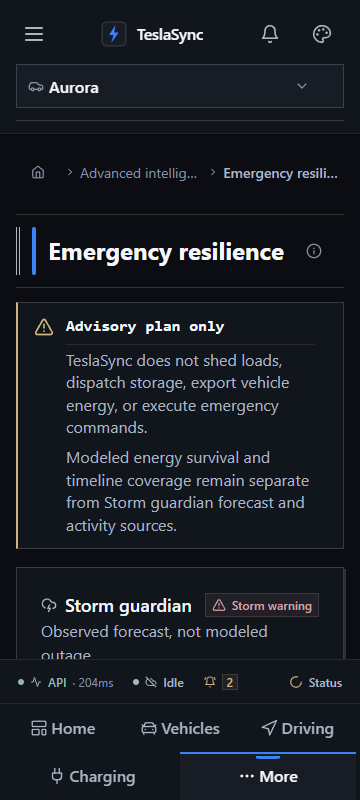 TeslaSync
Aurora
Advanced intellig... Emergency resili...
Emergency resilience
Advisory plan only
TeslaSync does not shed loads,
dispatch storage, export vehicle
energy, or execute emergency
commands.
Modeled energy survival and
timeline coverage remain separate
from Storm guardian forecast and
activity sources.
Storm guardian Storm warning
Observed forecast, not modeled
outage
API · 204ms Idle 2 Status
Home Vehicles Driving
Charging More